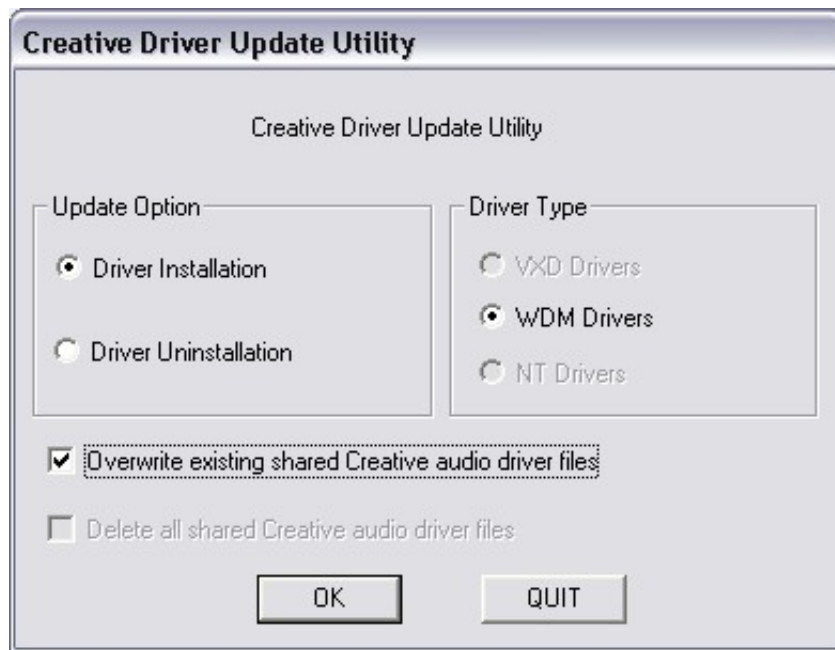 Creative Driver Update Utility
Creative Driver Update Utility
Update Option
Driver Installation
Driver Uninstallation
Driver Type
VXD Drivers
WDM Drivers
NT Drivers
Overwrite existing shared Creative audio driver files
Delete all shared Creative audio driver files
OK
QUIT